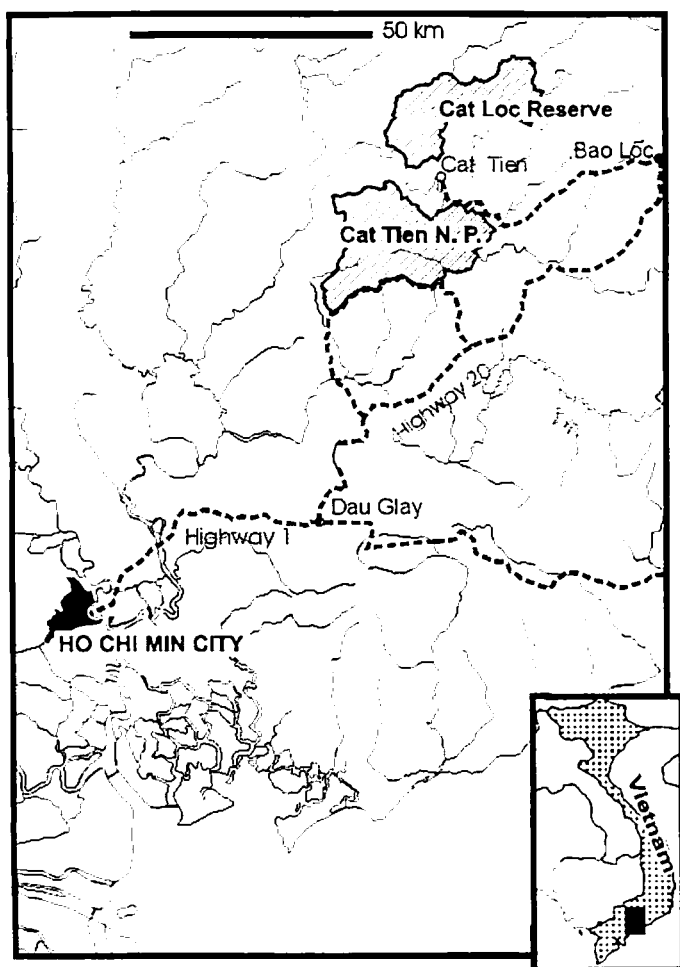 50 km
Cat Loc Reserve
Cat Tien
Bao Loc
Cat Tien N. P.
Highway 20
Dau Glay
Highway 1
HO CHI MIN CITY
Vietnam